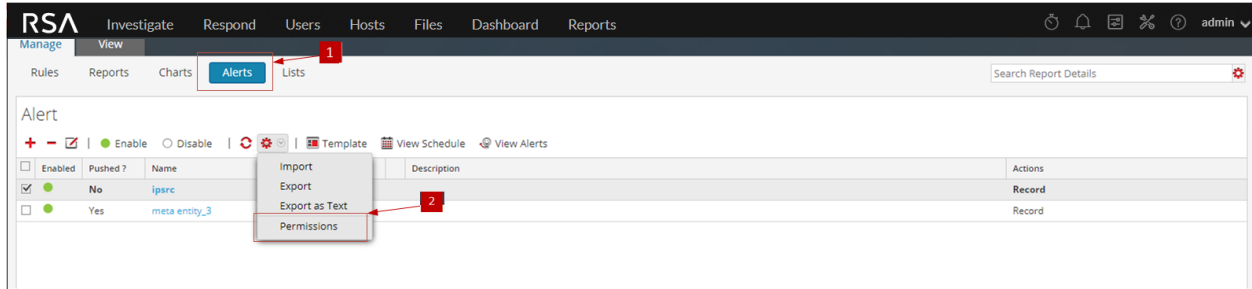 RSA Investigate Respond Users Hosts Files Dashboard Reports admin
Manage View
1
Rules Reports Charts Alerts Lists Search Report Details
Alert
Enable Disable Template View Schedule View Alerts
Enabled Pushed ? Name Description Actions
Import
No ipsrc Record
Export
Export as Text
2
Yes meta entity_3 Record
Permissions